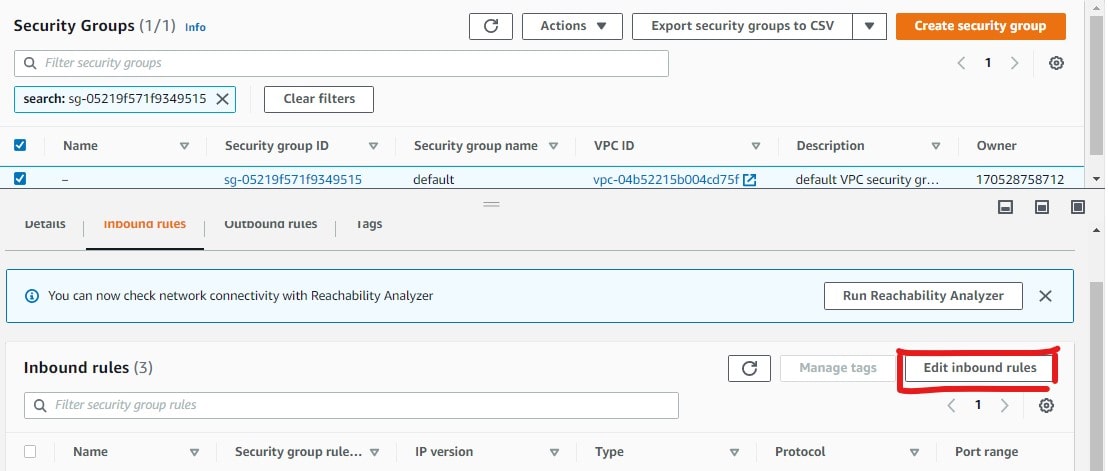 Security Groups (1/1) Info Actions Export security groups to CSV Create security group
Filter security groups 1
search: sg-05219f571f9349515 Clear filters
Name Security group ID Security group name VPC ID Description Owner
– sg-05219f571f9349515 default vpc-04b52215b004cd75f default VPC security gr... 170528758712
Details Inbound rules Outbound rules Tags
You can now check network connectivity with Reachability Analyzer Run Reachability Analyzer
Inbound rules (3) Manage tags Edit inbound rules
Filter security group rules 1
Name Security group rule... IP version Type Protocol Port range